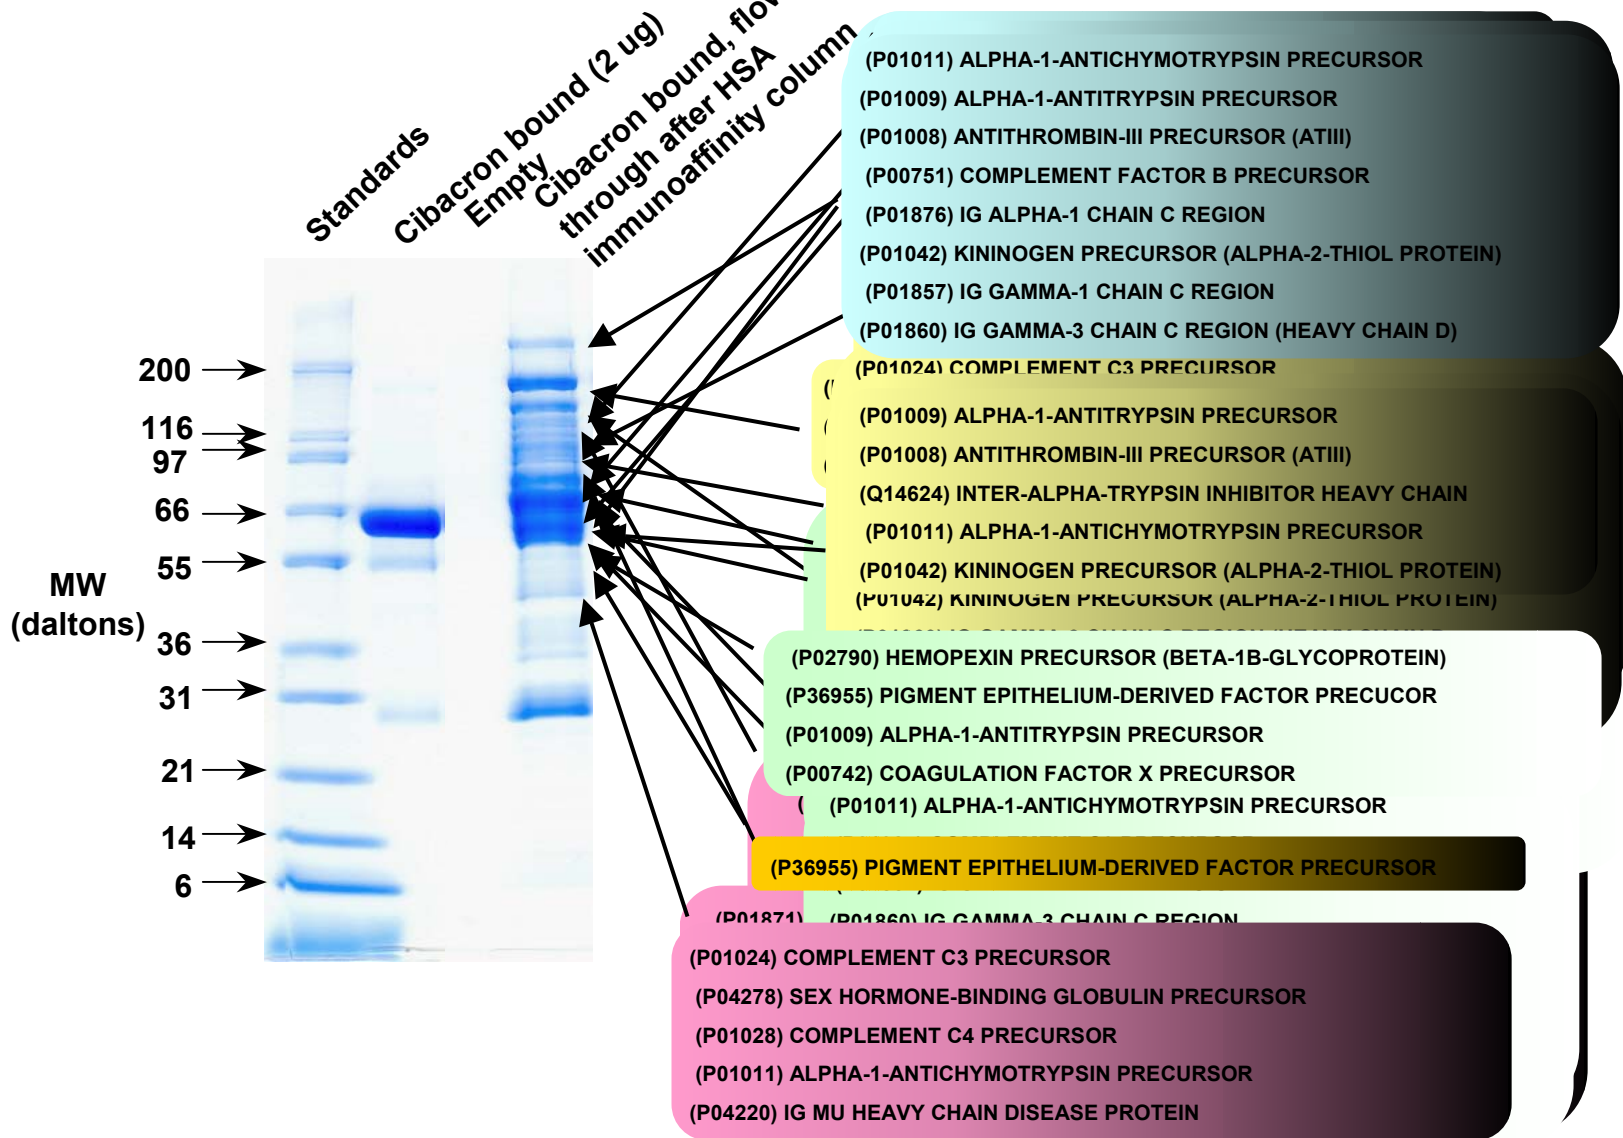 Standards
Cibacron bound (2 ug)
Empty
Cibacron bound,
through after HSA
immunoaffinity column
MW
(daltons)
200
116
97
66
55
36
31
21
14
6
(P01011) ALPHA-1-ANTICHYMOTRYPSIN PRECURSOR
(P01009) ALPHA-1-ANTITRYPSIN PRECURSOR
(P01008) ANTITHROMBIN-III PRECURSOR (ATIII)
(P00751) COMPLEMENT FACTOR B PRECURSOR
(P01876) IG ALPHA-1 CHAIN C REGION
(P01042) KININOGEN PRECURSOR (ALPHA-2-THIOL PROTEIN)
(P01857) IG GAMMA-1 CHAIN C REGION
(P01860) IG GAMMA-3 CHAIN C REGION (HEAVY CHAIN D)
(P01024) COMPLEMENT C3 PRECURSOR
(P01009) ALPHA-1-ANTITRYPSIN PRECURSOR
(P01008) ANTITHROMBIN-III PRECURSOR (ATIII)
(Q14624) INTER-ALPHA-TRYPSIN INHIBITOR HEAVY CHAIN
(P01011) ALPHA-1-ANTICHYMOTRYPSIN PRECURSOR
(P01042) KININOGEN PRECURSOR (ALPHA-2-THIOL PROTEIN)
(P01042) KININOGEN PRECURSOR (ALPHA-2-THIOL PROTEIN)
(P02790) HEMOPEXIN PRECURSOR (BETA-1B-GLYCOPROTEIN)
(P36955) PIGMENT EPITHELIUM-DERIVED FACTOR PRECUCOR
(P01009) ALPHA-1-ANTITRYPSIN PRECURSOR
(P00742) COAGULATION FACTOR X PRECURSOR
(P01011) ALPHA-1-ANTICHYMOTRYPSIN PRECURSOR
(P36955) PIGMENT EPITHELIUM-DERIVED FACTOR PRECURSOR
(P01871) (P01860) IG GAMMA-3 CHAIN C REGION
(P01024) COMPLEMENT C3 PRECURSOR
(P04278) SEX HORMONE-BINDING GLOBULIN PRECURSOR
(P01028) COMPLEMENT C4 PRECURSOR
(P01011) ALPHA-1-ANTICHYMOTRYPSIN PRECURSOR
(P04220) IG MU HEAVY CHAIN DISEASE PROTEIN